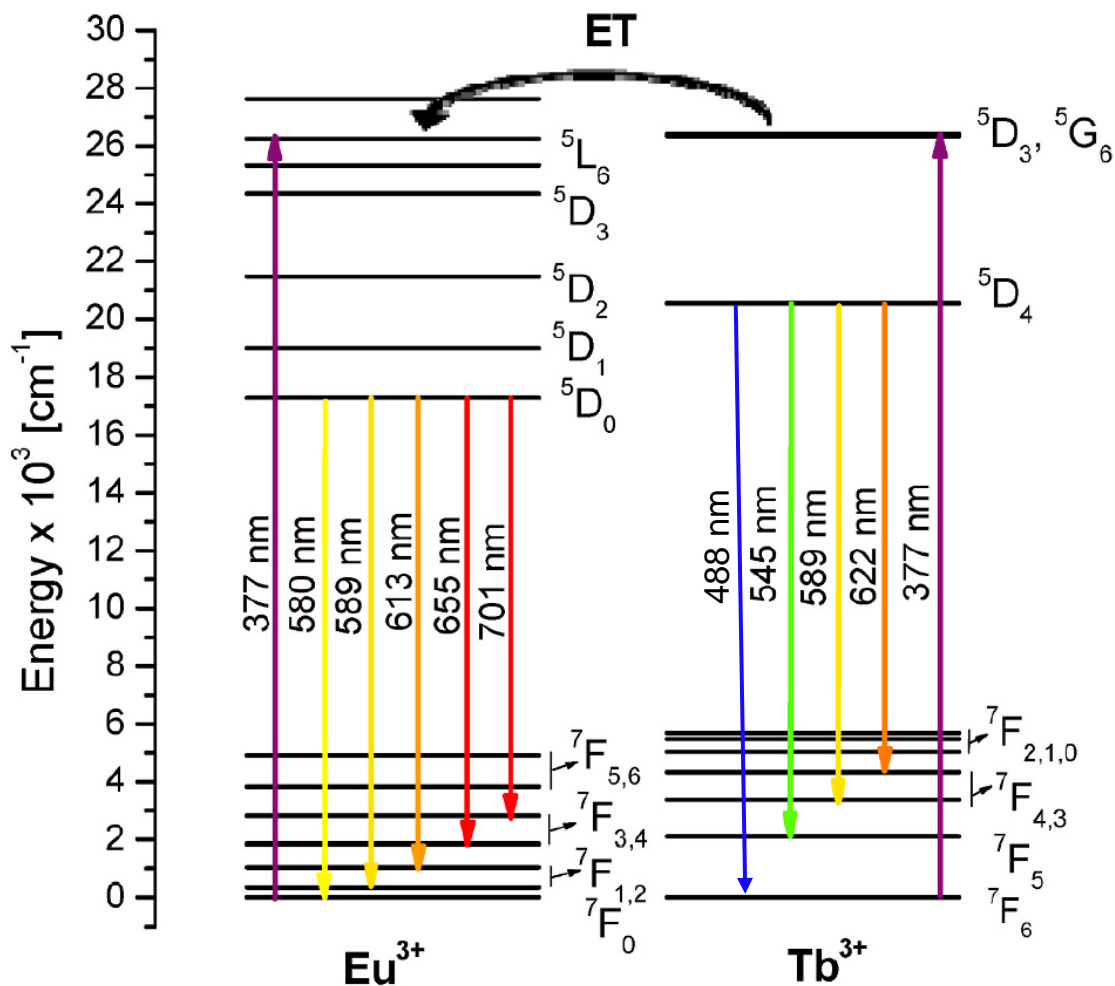 ET
Energy x 10³ [cm⁻¹]
30
28
26
24
22
20
18
16
14
12
10
8
6
4
2
0
⁵L₆
⁵D₃
⁵D₂
⁵D₁
⁵D₀
377 nm
580 nm
589 nm
613 nm
655 nm
701 nm
⁷F₅,₆
⁷F₃,₄
⁷F₁,₂
⁷F₀
Eu³⁺
⁵D₃, ⁵G₆
⁵D₄
488 nm
545 nm
589 nm
622 nm
377 nm
⁷F₂,₁,₀
⁷F₄,₃
⁷F₅
⁷F₆
Tb³⁺